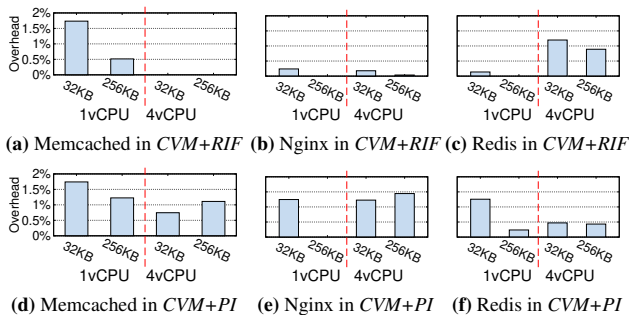 2%
1.5%
1%
0.5%
0%
Overhead
32KB 256KB 32KB 256KB
1vCPU 4vCPU
32KB 256KB 32KB 256KB
1vCPU 4vCPU
32KB 256KB 32KB 256KB
1vCPU 4vCPU
(a) Memcached in CVM+RIF (b) Nginx in CVM+RIF (c) Redis in CVM+RIF
2%
1.5%
1%
0.5%
0%
Overhead
32KB 256KB 32KB 256KB
1vCPU 4vCPU
32KB 256KB 32KB 256KB
1vCPU 4vCPU
32KB 256KB 32KB 256KB
1vCPU 4vCPU
(d) Memcached in CVM+PI (e) Nginx in CVM+PI (f) Redis in CVM+PI